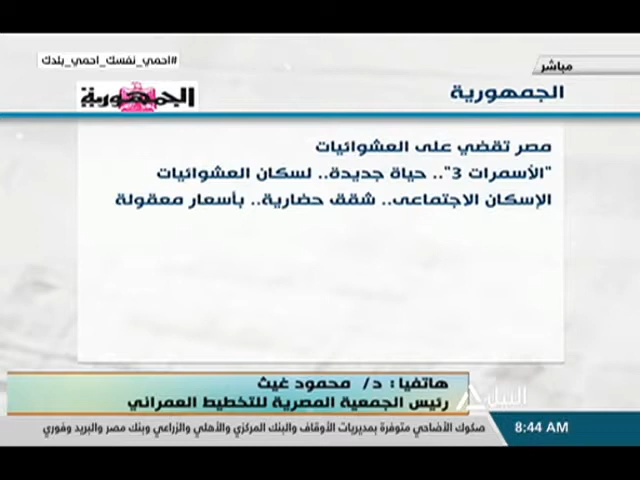 #احمي_نفسك_احمي_بلدك
مباشر
الجمهورية
الجمهورية
مصر تقضي على العشوائيات
"الأسمرات 3".. حياة جديدة.. لسكان العشوائيات
الإسكان الاجتماعى.. شقق حضارية.. بأسعار معقولة
هاتفيا : د/ محمود غيث
رئيس الجمعية المصرية للتخطيط العمراني
النيل
صكوك الأضاحي متوفرة بمديريات الأوقاف والبنك المركزي والأهلي والزراعي وبنك مصر والبريد وفوري
8:44 AM